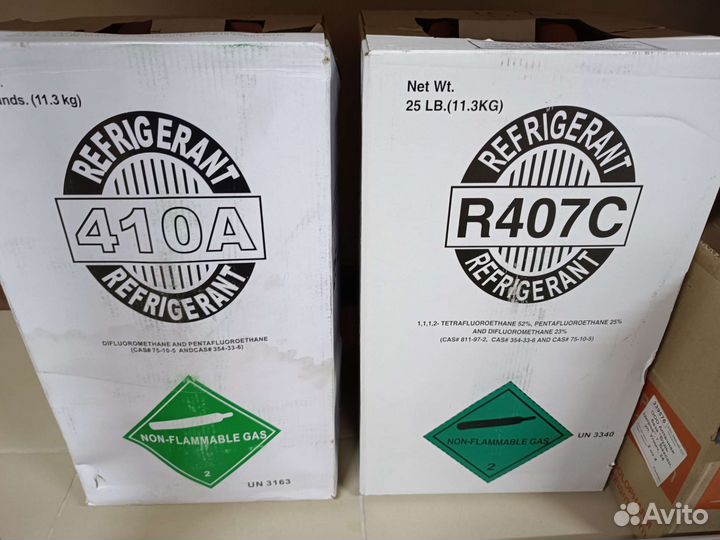 unds. (11.3 kg)
REFRIGERANT
410A
REFRIGERANT
DIFLUOROMETHANE AND PENTAFLUOROETHANE
(CAS# 75-10-5 ANDCAS# 354-33-6)
NON-FLAMMABLE GAS
2
UN 3163
Net Wt.
25 LB.(11.3KG)
REFRIGERANT
R407C
REFRIGERANT
1,1,1,2- TETRAFLUOROETHANE 52%, PENTAFLUOROETHANE 25%
AND DIFLUOROMETHANE 23%
(CAS# 811-97-2, CAS# 354-33-6 AND CAS# 75-10-5)
NON-FLAMMABLE GAS
2
UN 3340
Avito